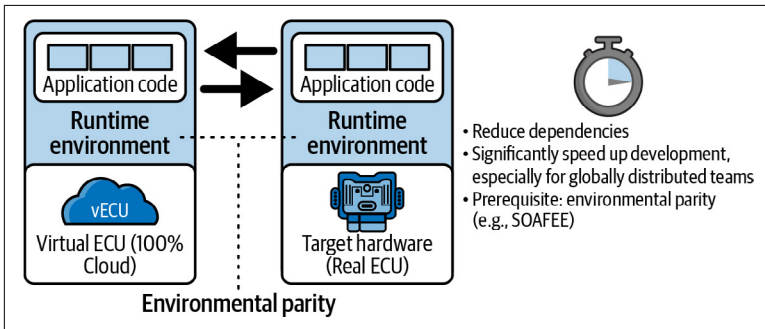 Application code
Runtime
environment
vECU
Virtual ECU (100%
Cloud)
Application code
Runtime
environment
Target hardware
(Real ECU)
Environmental parity
• Reduce dependencies
• Significantly speed up development,
especially for globally distributed teams
• Prerequisite: environmental parity
(e.g., SOAFEE)